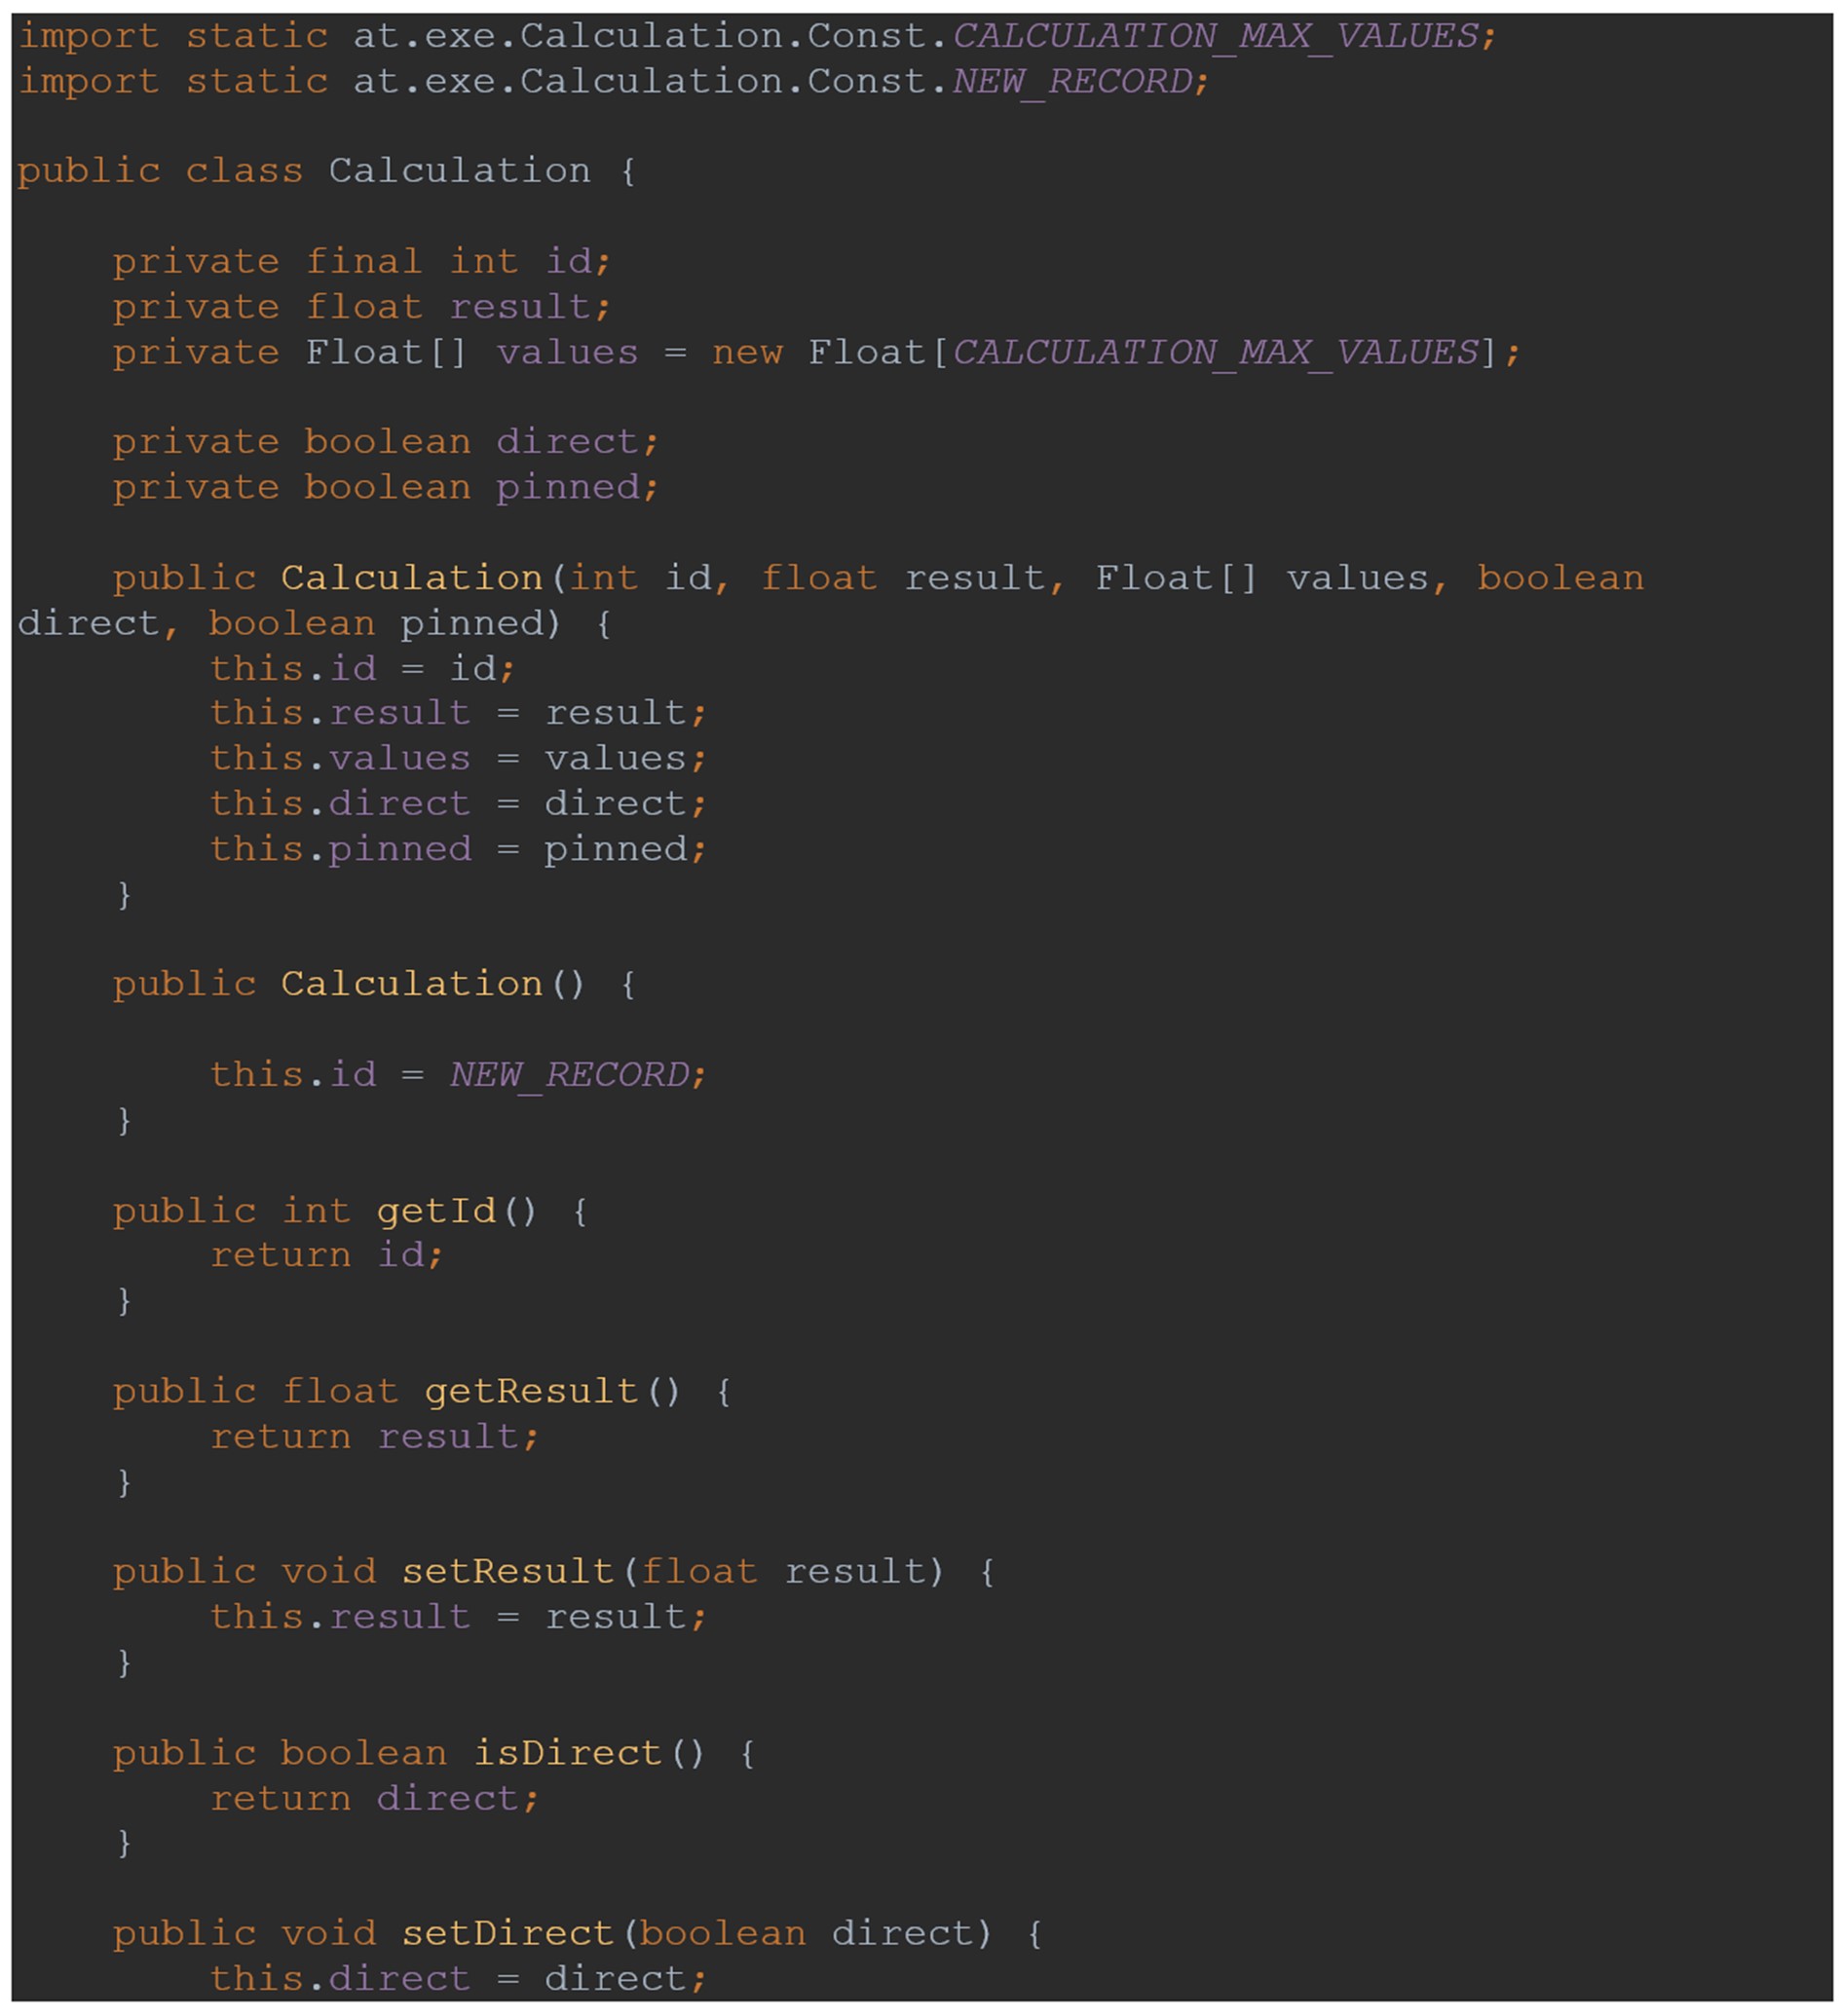 import static at.exe.Calculation.Const.CALCULATION_MAX_VALUES;
import static at.exe.Calculation.Const.NEW_RECORD;
public class Calculation {
private final int id;
private float result;
private Float[] values = new Float[CALCULATION_MAX_VALUES];
private boolean direct;
private boolean pinned;
public Calculation(int id, float result, Float[] values, boolean
direct, boolean pinned) {
this.id = id;
this.result = result;
this.values = values;
this.direct = direct;
this.pinned = pinned;
}
public Calculation() {
this.id = NEW_RECORD;
}
public int getId() {
return id;
}
public float getResult() {
return result;
}
public void setResult(float result) {
this.result = result;
}
public boolean isDirect() {
return direct;
}
public void setDirect(boolean direct) {
this.direct = direct;